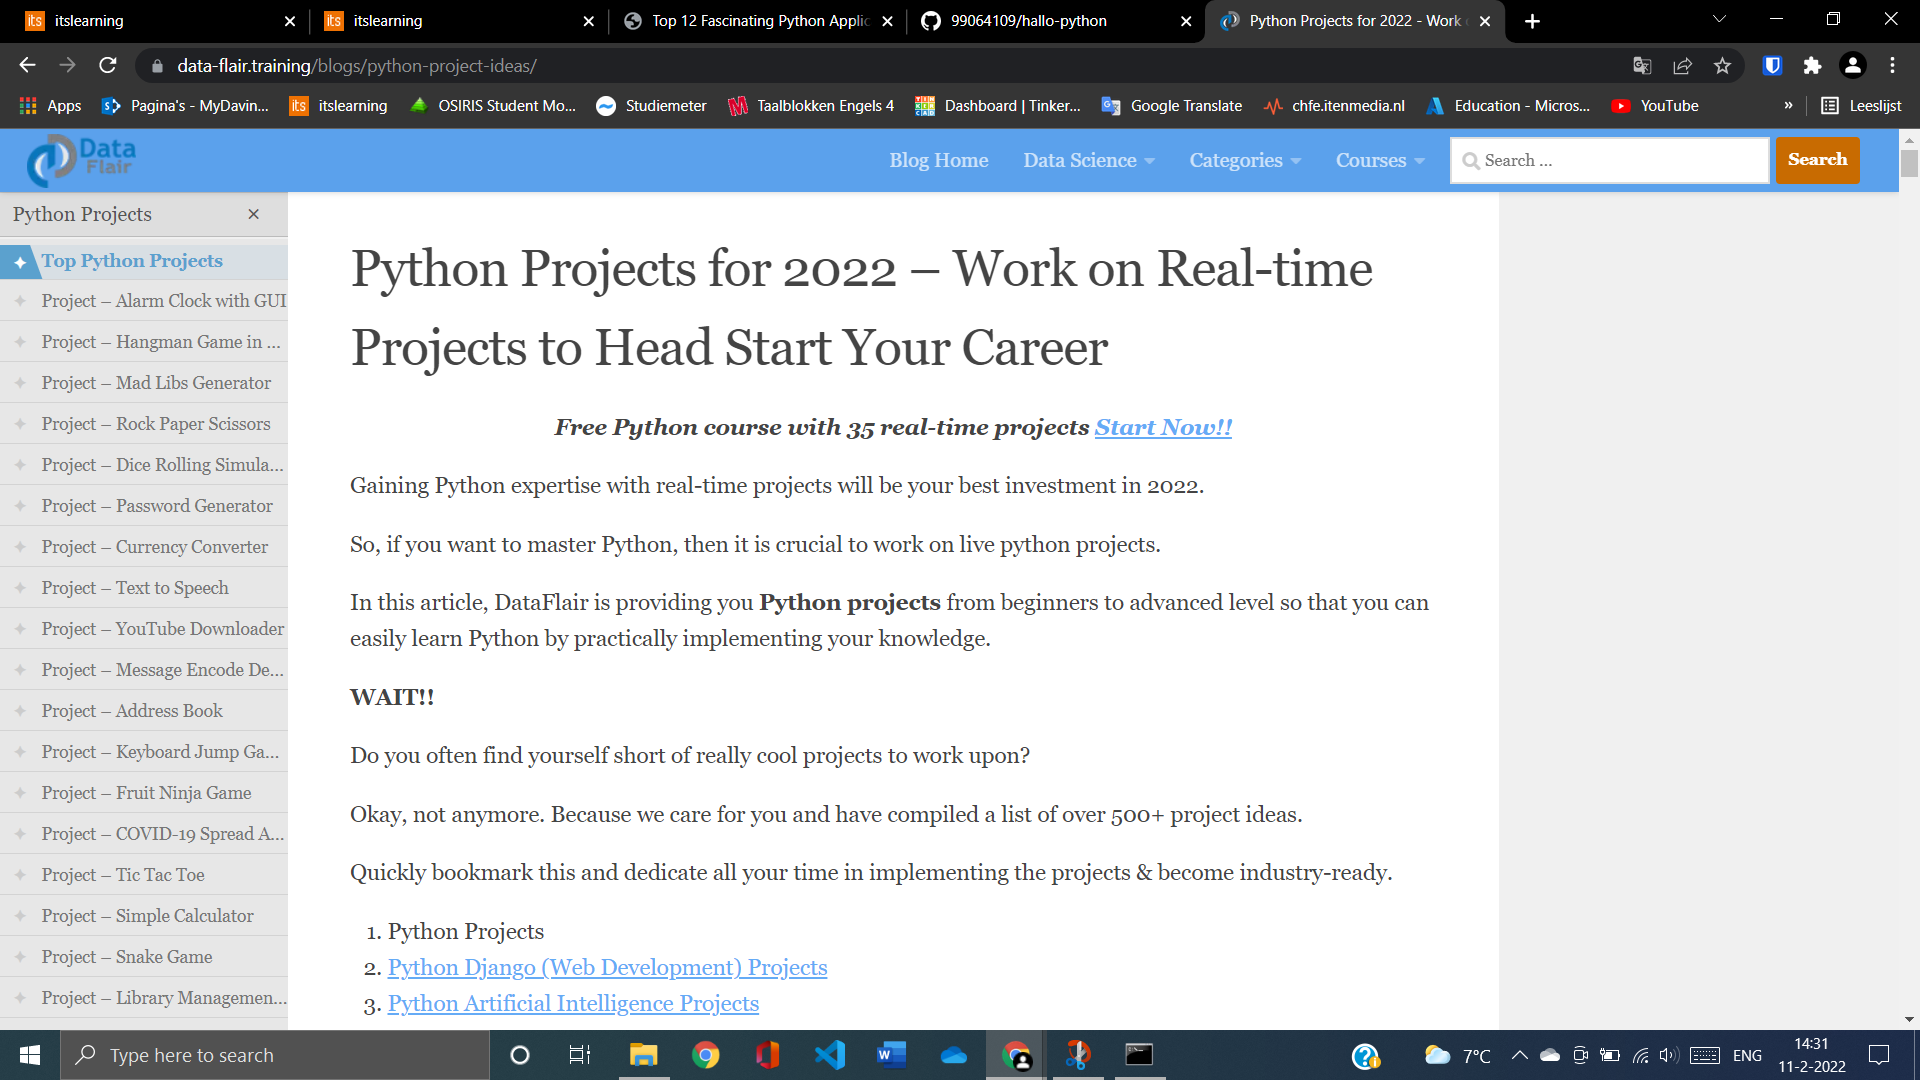 itslearning
itslearning
Top 12 Fascinating Python Applic
99064109/hallo-python
Python Projects for 2022 - Work
data-flair.training/blogs/python-project-ideas/
Apps
Pagina's - MyDavin...
itslearning
OSIRIS Student Mo...
Studiemeter
Taalblokken Engels 4
Dashboard | Tinker...
Google Translate
chfe.itenmedia.nl
Education - Micros...
YouTube
»
Leeslijst
Data
Flair
Blog Home
Data Science
Categories
Courses
Search ...
Search
Python Projects
Top Python Projects
Project – Alarm Clock with GUI
Project – Hangman Game in ...
Project – Mad Libs Generator
Project – Rock Paper Scissors
Project – Dice Rolling Simula...
Project – Password Generator
Project – Currency Converter
Project – Text to Speech
Project – YouTube Downloader
Project – Message Encode De...
Project – Address Book
Project – Keyboard Jump Ga...
Project – Fruit Ninja Game
Project – COVID-19 Spread A...
Project – Tic Tac Toe
Project – Simple Calculator
Project – Snake Game
Project – Library Managemen...
Python Projects for 2022 – Work on Real-time
Projects to Head Start Your Career
Free Python course with 35 real-time projects Start Now!!
Gaining Python expertise with real-time projects will be your best investment in 2022.
So, if you want to master Python, then it is crucial to work on live python projects.
In this article, DataFlair is providing you Python projects from beginners to advanced level so that you can
easily learn Python by practically implementing your knowledge.
WAIT!!
Do you often find yourself short of really cool projects to work upon?
Okay, not anymore. Because we care for you and have compiled a list of over 500+ project ideas.
Quickly bookmark this and dedicate all your time in implementing the projects & become industry-ready.
1. Python Projects
2. Python Django (Web Development) Projects
3. Python Artificial Intelligence Projects
Type here to search
7°C
ENG
14:31
11-2-2022